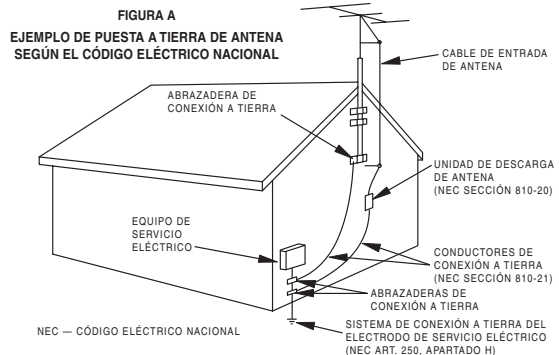 FIGURA A
EJEMPLO DE PUESTA A TIERRA DE ANTENA
SEGÚN EL CÓDIGO ELÉCTRICO NACIONAL
CABLE DE ENTRADA
DE ANTENA
ABRAZADERA DE
CONEXIÓN A TIERRA
UNIDAD DE DESCARGA
DE ANTENA
(NEC SECCIÓN 810-20)
EQUIPO DE
SERVICIO
ELÉCTRICO
CONDUCTORES DE
CONEXIÓN A TIERRA
(NEC SECCIÓN 810-21)
ABRAZADERAS DE
CONEXIÓN A TIERRA
NEC — CÓDIGO ELÉCTRICO NACIONAL
SISTEMA DE CONEXIÓN A TIERRA DEL
ELECTRODO DE SERVICIO ELÉCTRICO
(NEC ART. 250, APARTADO H)